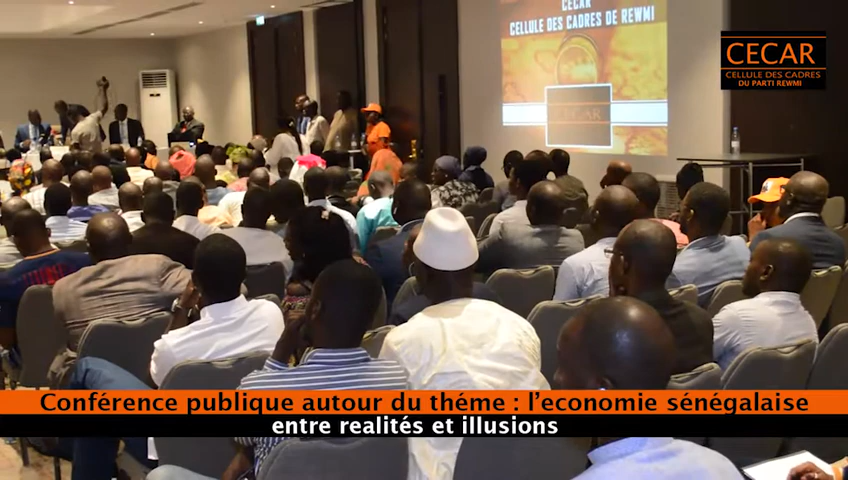 CECAR
CELLULE DES CADRES DE REWMI
CECAR
CECAR
CELLULE DES CADRES
DU PARTI REWMI
Conférence publique autour du théme : l’economie sénégalaise
entre realités et illusions